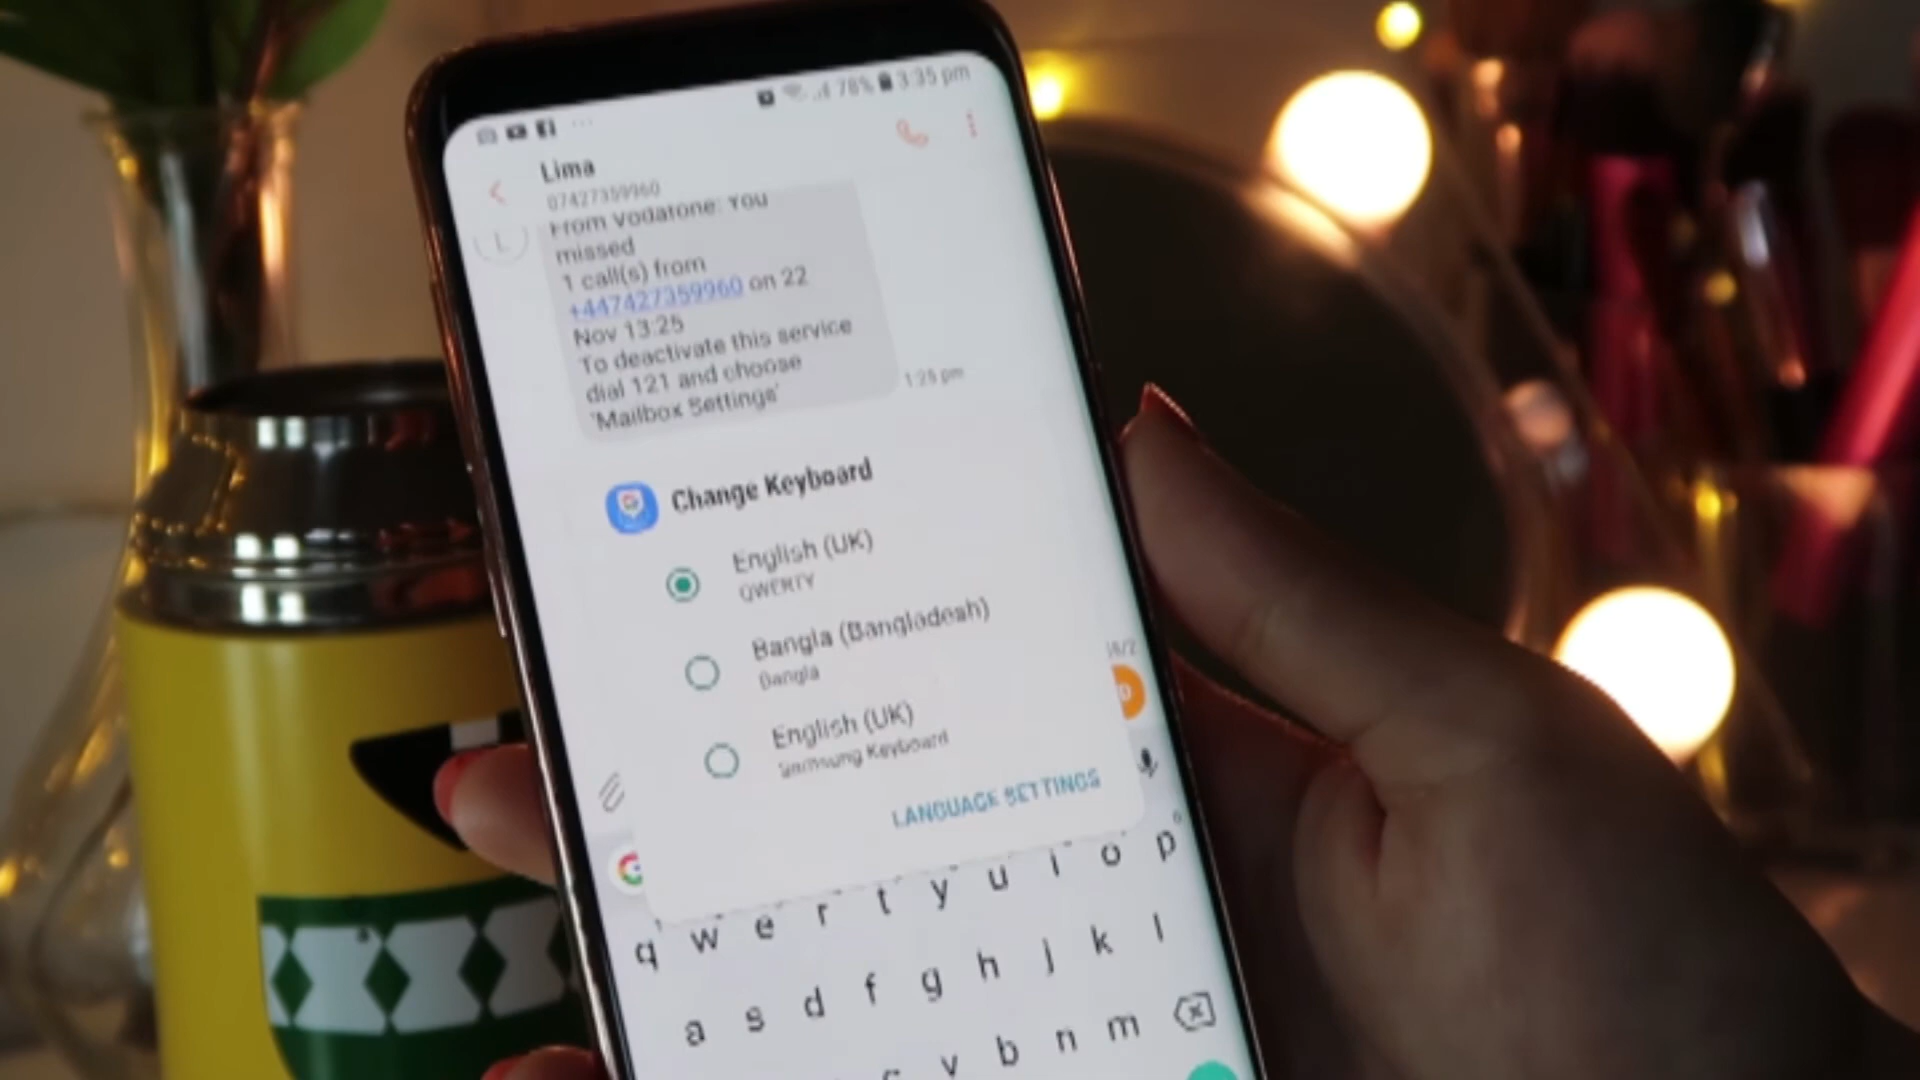 78% 3:35 pm
Lima
07427359960
From Vodafone: You
missed
1 call(s) from
+447427359960 on 22
Nov 13:25
To deactivate this service
dial 121 and choose
'Mailbox Settings'
1:25 pm
Change Keyboard
English (UK)
QWERTY
Bangla (Bangladesh)
Bangla
English (UK)
Samsung Keyboard
LANGUAGE SETTINGS
q w e r t y u i o p
a s d f g h j k l
c v b n m